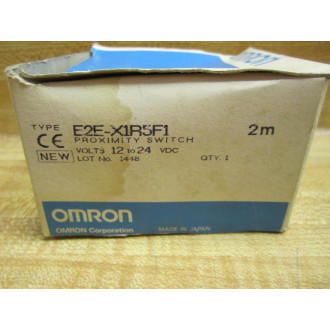 OMRON
TYPE E2E-X1R5F1 2m
CE PROXIMITY SWITCH
NEW VOLTS 12 to 24 VDC
LOT No. 1448 QTY. 1
OMRON
OMRON Corporation MADE IN JAPAN